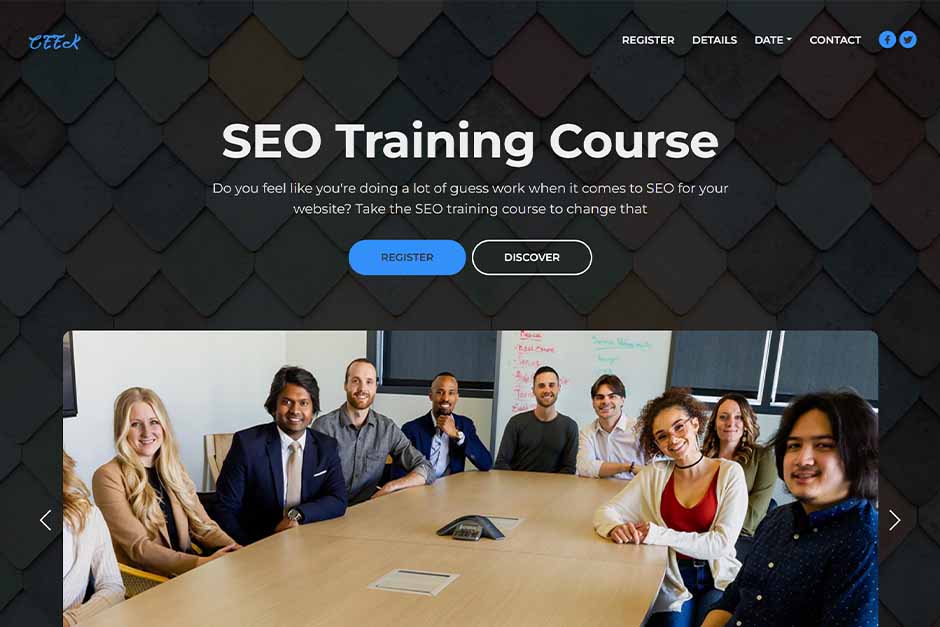 CEEK
REGISTER
DETAILS
DATE
CONTACT
SEO Training Course
Do you feel like you're doing a lot of guess work when it comes to SEO for your
website? Take the SEO training course to change that
REGISTER
DISCOVER